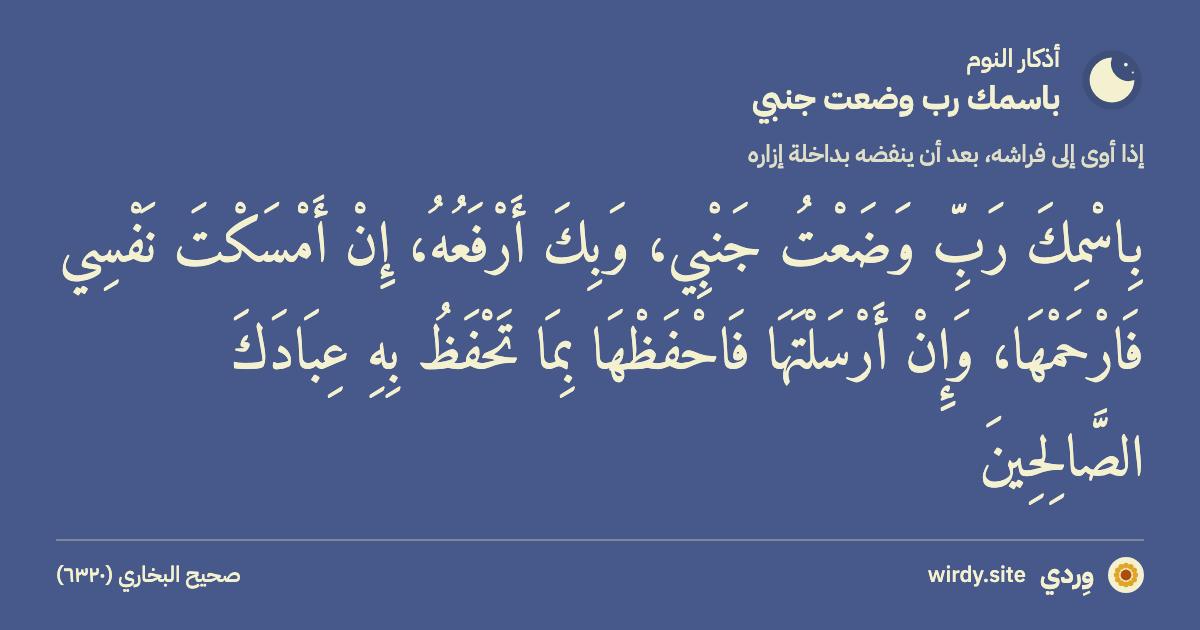 أذكار النوم
باسمك رب وضعت جنبي
إذا أوى إلى فراشه، بعد أن ينفضه بداخلة إزاره
بِاسْمِكَ رَبِّ وَضَعْتُ جَنْبِي، وَبِكَ أَرْفَعُهُ، إِنْ أَمْسَكْتَ نَفْسِي
فَارْحَمْهَا، وَإِنْ أَرْسَلْتَهَا فَاحْفَظْهَا بِمَا تَحْفَظُ بِهِ عِبَادَكَ
الصَّالِحِينَ
وِردي wirdy.site
صحيح البخاري (٦٣٢٠)